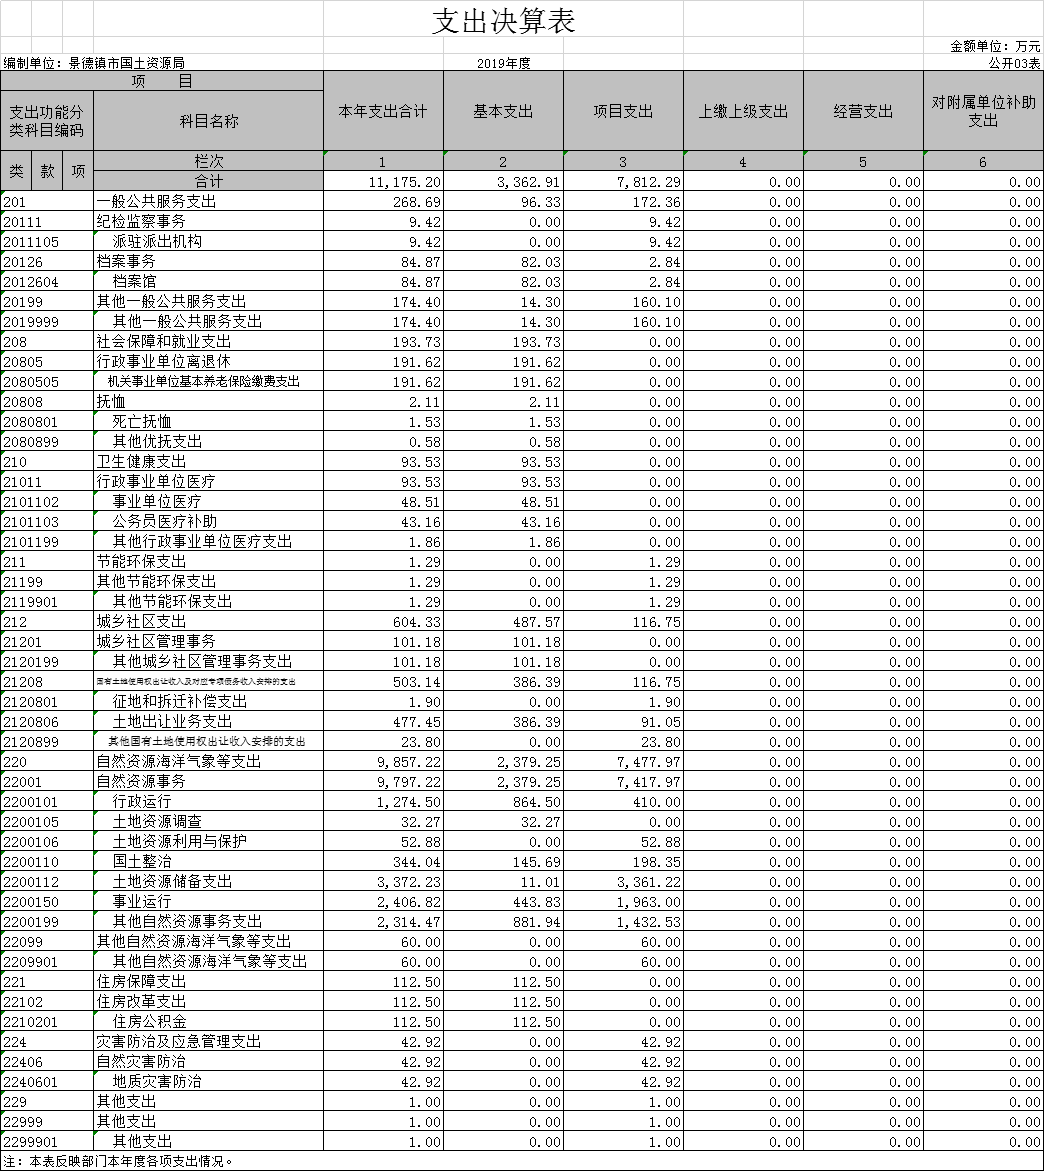 支出决算表
金额单位：万元
编制单位：景德镇市国土资源局 2019年度 公开03表
项 目 本年支出合计 基本支出 项目支出 上缴上级支出 经营支出 对附属单位补助支出
支出功能分类科目编码 科目名称
类 款 项 栏次 1 2 3 4 5 6
合计 11,175.20 3,362.91 7,812.29 0.00 0.00 0.00
201 一般公共服务支出 268.69 96.33 172.36 0.00 0.00 0.00
20111 纪检监察事务 9.42 0.00 9.42 0.00 0.00 0.00
2011105 派驻派出机构 9.42 0.00 9.42 0.00 0.00 0.00
20126 档案事务 84.87 82.03 2.84 0.00 0.00 0.00
2012604 档案馆 84.87 82.03 2.84 0.00 0.00 0.00
20199 其他一般公共服务支出 174.40 14.30 160.10 0.00 0.00 0.00
2019999 其他一般公共服务支出 174.40 14.30 160.10 0.00 0.00 0.00
208 社会保障和就业支出 193.73 193.73 0.00 0.00 0.00 0.00
20805 行政事业单位离退休 191.62 191.62 0.00 0.00 0.00 0.00
2080505 机关事业单位基本养老保险缴费支出 191.62 191.62 0.00 0.00 0.00 0.00
20808 抚恤 2.11 2.11 0.00 0.00 0.00 0.00
2080801 死亡抚恤 1.53 1.53 0.00 0.00 0.00 0.00
2080899 其他优抚支出 0.58 0.58 0.00 0.00 0.00 0.00
210 卫生健康支出 93.53 93.53 0.00 0.00 0.00 0.00
21011 行政事业单位医疗 93.53 93.53 0.00 0.00 0.00 0.00
2101102 事业单位医疗 48.51 48.51 0.00 0.00 0.00 0.00
2101103 公务员医疗补助 43.16 43.16 0.00 0.00 0.00 0.00
2101199 其他行政事业单位医疗支出 1.86 1.86 0.00 0.00 0.00 0.00
211 节能环保支出 1.29 0.00 1.29 0.00 0.00 0.00
21199 其他节能环保支出 1.29 0.00 1.29 0.00 0.00 0.00
2119901 其他节能环保支出 1.29 0.00 1.29 0.00 0.00 0.00
212 城乡社区支出 604.33 487.57 116.75 0.00 0.00 0.00
21201 城乡社区管理事务 101.18 101.18 0.00 0.00 0.00 0.00
2120199 其他城乡社区管理事务支出 101.18 101.18 0.00 0.00 0.00 0.00
21208 国有土地使用权出让收入及对应专项债务收入安排的支出 503.14 386.39 116.75 0.00 0.00 0.00
2120801 征地和拆迁补偿支出 1.90 0.00 1.90 0.00 0.00 0.00
2120806 土地出让业务支出 477.45 386.39 91.05 0.00 0.00 0.00
2120899 其他国有土地使用权出让收入安排的支出 23.80 0.00 23.80 0.00 0.00 0.00
220 自然资源海洋气象等支出 9,857.22 2,379.25 7,477.97 0.00 0.00 0.00
22001 自然资源事务 9,797.22 2,379.25 7,417.97 0.00 0.00 0.00
2200101 行政运行 1,274.50 864.50 410.00 0.00 0.00 0.00
2200105 土地资源调查 32.27 32.27 0.00 0.00 0.00 0.00
2200106 土地资源利用与保护 52.88 0.00 52.88 0.00 0.00 0.00
2200110 国土整治 344.04 145.69 198.35 0.00 0.00 0.00
2200112 土地资源储备支出 3,372.23 11.01 3,361.22 0.00 0.00 0.00
2200150 事业运行 2,406.82 443.83 1,963.00 0.00 0.00 0.00
2200199 其他自然资源事务支出 2,314.47 881.94 1,432.53 0.00 0.00 0.00
22099 其他自然资源海洋气象等支出 60.00 0.00 60.00 0.00 0.00 0.00
2209901 其他自然资源海洋气象等支出 60.00 0.00 60.00 0.00 0.00 0.00
221 住房保障支出 112.50 112.50 0.00 0.00 0.00 0.00
22102 住房改革支出 112.50 112.50 0.00 0.00 0.00 0.00
2210201 住房公积金 112.50 112.50 0.00 0.00 0.00 0.00
224 灾害防治及应急管理支出 42.92 0.00 42.92 0.00 0.00 0.00
22406 自然灾害防治 42.92 0.00 42.92 0.00 0.00 0.00
2240601 地质灾害防治 42.92 0.00 42.92 0.00 0.00 0.00
229 其他支出 1.00 0.00 1.00 0.00 0.00 0.00
22999 其他支出 1.00 0.00 1.00 0.00 0.00 0.00
2299901 其他支出 1.00 0.00 1.00 0.00 0.00 0.00
注：本表反映部门本年度各项支出情况。